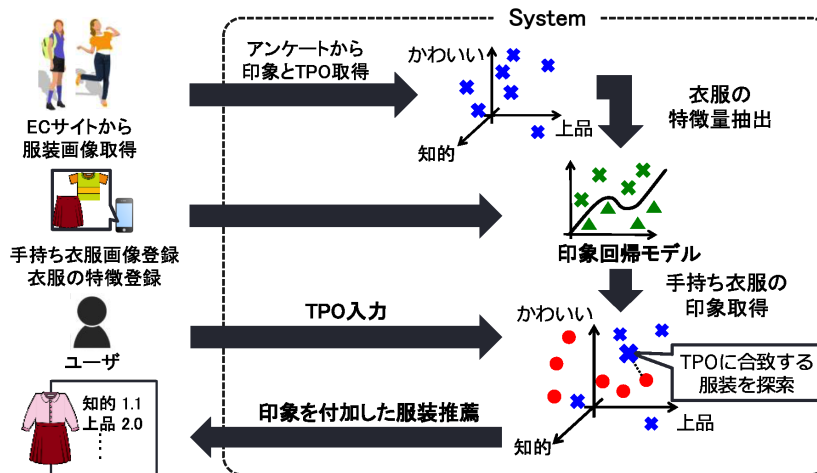 System
アンケートから
印象とTPO取得
かわいい
上品
知的
衣服の
特徴量抽出
ECサイトから
服装画像取得
手持ち衣服画像登録
衣服の特徴登録
印象回帰モデル
手持ち衣服の
印象取得
ユーザ
TPO入力
かわいい
上品
知的
TPOに合致する
服装を探索
印象を付加した服装推薦
知的 1.1
上品 2.0
⋮